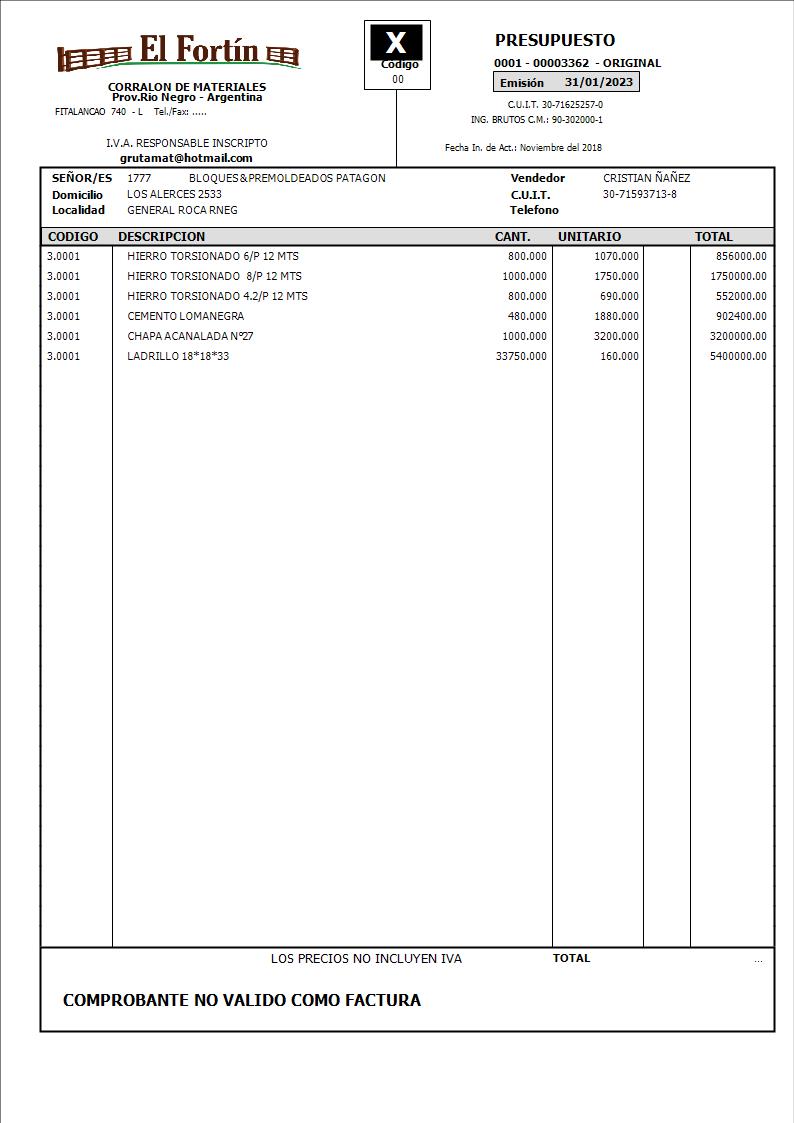 El Fortín
CORRALON DE MATERIALES
Prov.Rio Negro - Argentina
FITALANCAO 740 - L Tel./Fax: .....
I.V.A. RESPONSABLE INSCRIPTO
grutamat@hotmail.com
X
Código
00
PRESUPUESTO
0001 - 00003362 - ORIGINAL
Emisión 31/01/2023
C.U.I.T. 30-71625257-0
ING. BRUTOS C.M.: 90-302000-1
Fecha In. de Act.: Noviembre del 2018
SEÑOR/ES 1777 BLOQUES&PREMOLDEADOS PATAGON Vendedor CRISTIAN ÑAÑEZ
Domicilio LOS ALERCES 2533 C.U.I.T. 30-71593713-8
Localidad GENERAL ROCA RNEG Telefono
CODIGO DESCRIPCION CANT. UNITARIO TOTAL
3.0001 HIERRO TORSIONADO 6/P 12 MTS 800.000 1070.000 856000.00
3.0001 HIERRO TORSIONADO 8/P 12 MTS 1000.000 1750.000 1750000.00
3.0001 HIERRO TORSIONADO 4.2/P 12 MTS 800.000 690.000 552000.00
3.0001 CEMENTO LOMANEGRA 480.000 1880.000 902400.00
3.0001 CHAPA ACANALADA Nº27 1000.000 3200.000 3200000.00
3.0001 LADRILLO 18*18*33 33750.000 160.000 5400000.00
LOS PRECIOS NO INCLUYEN IVA TOTAL ...
COMPROBANTE NO VALIDO COMO FACTURA